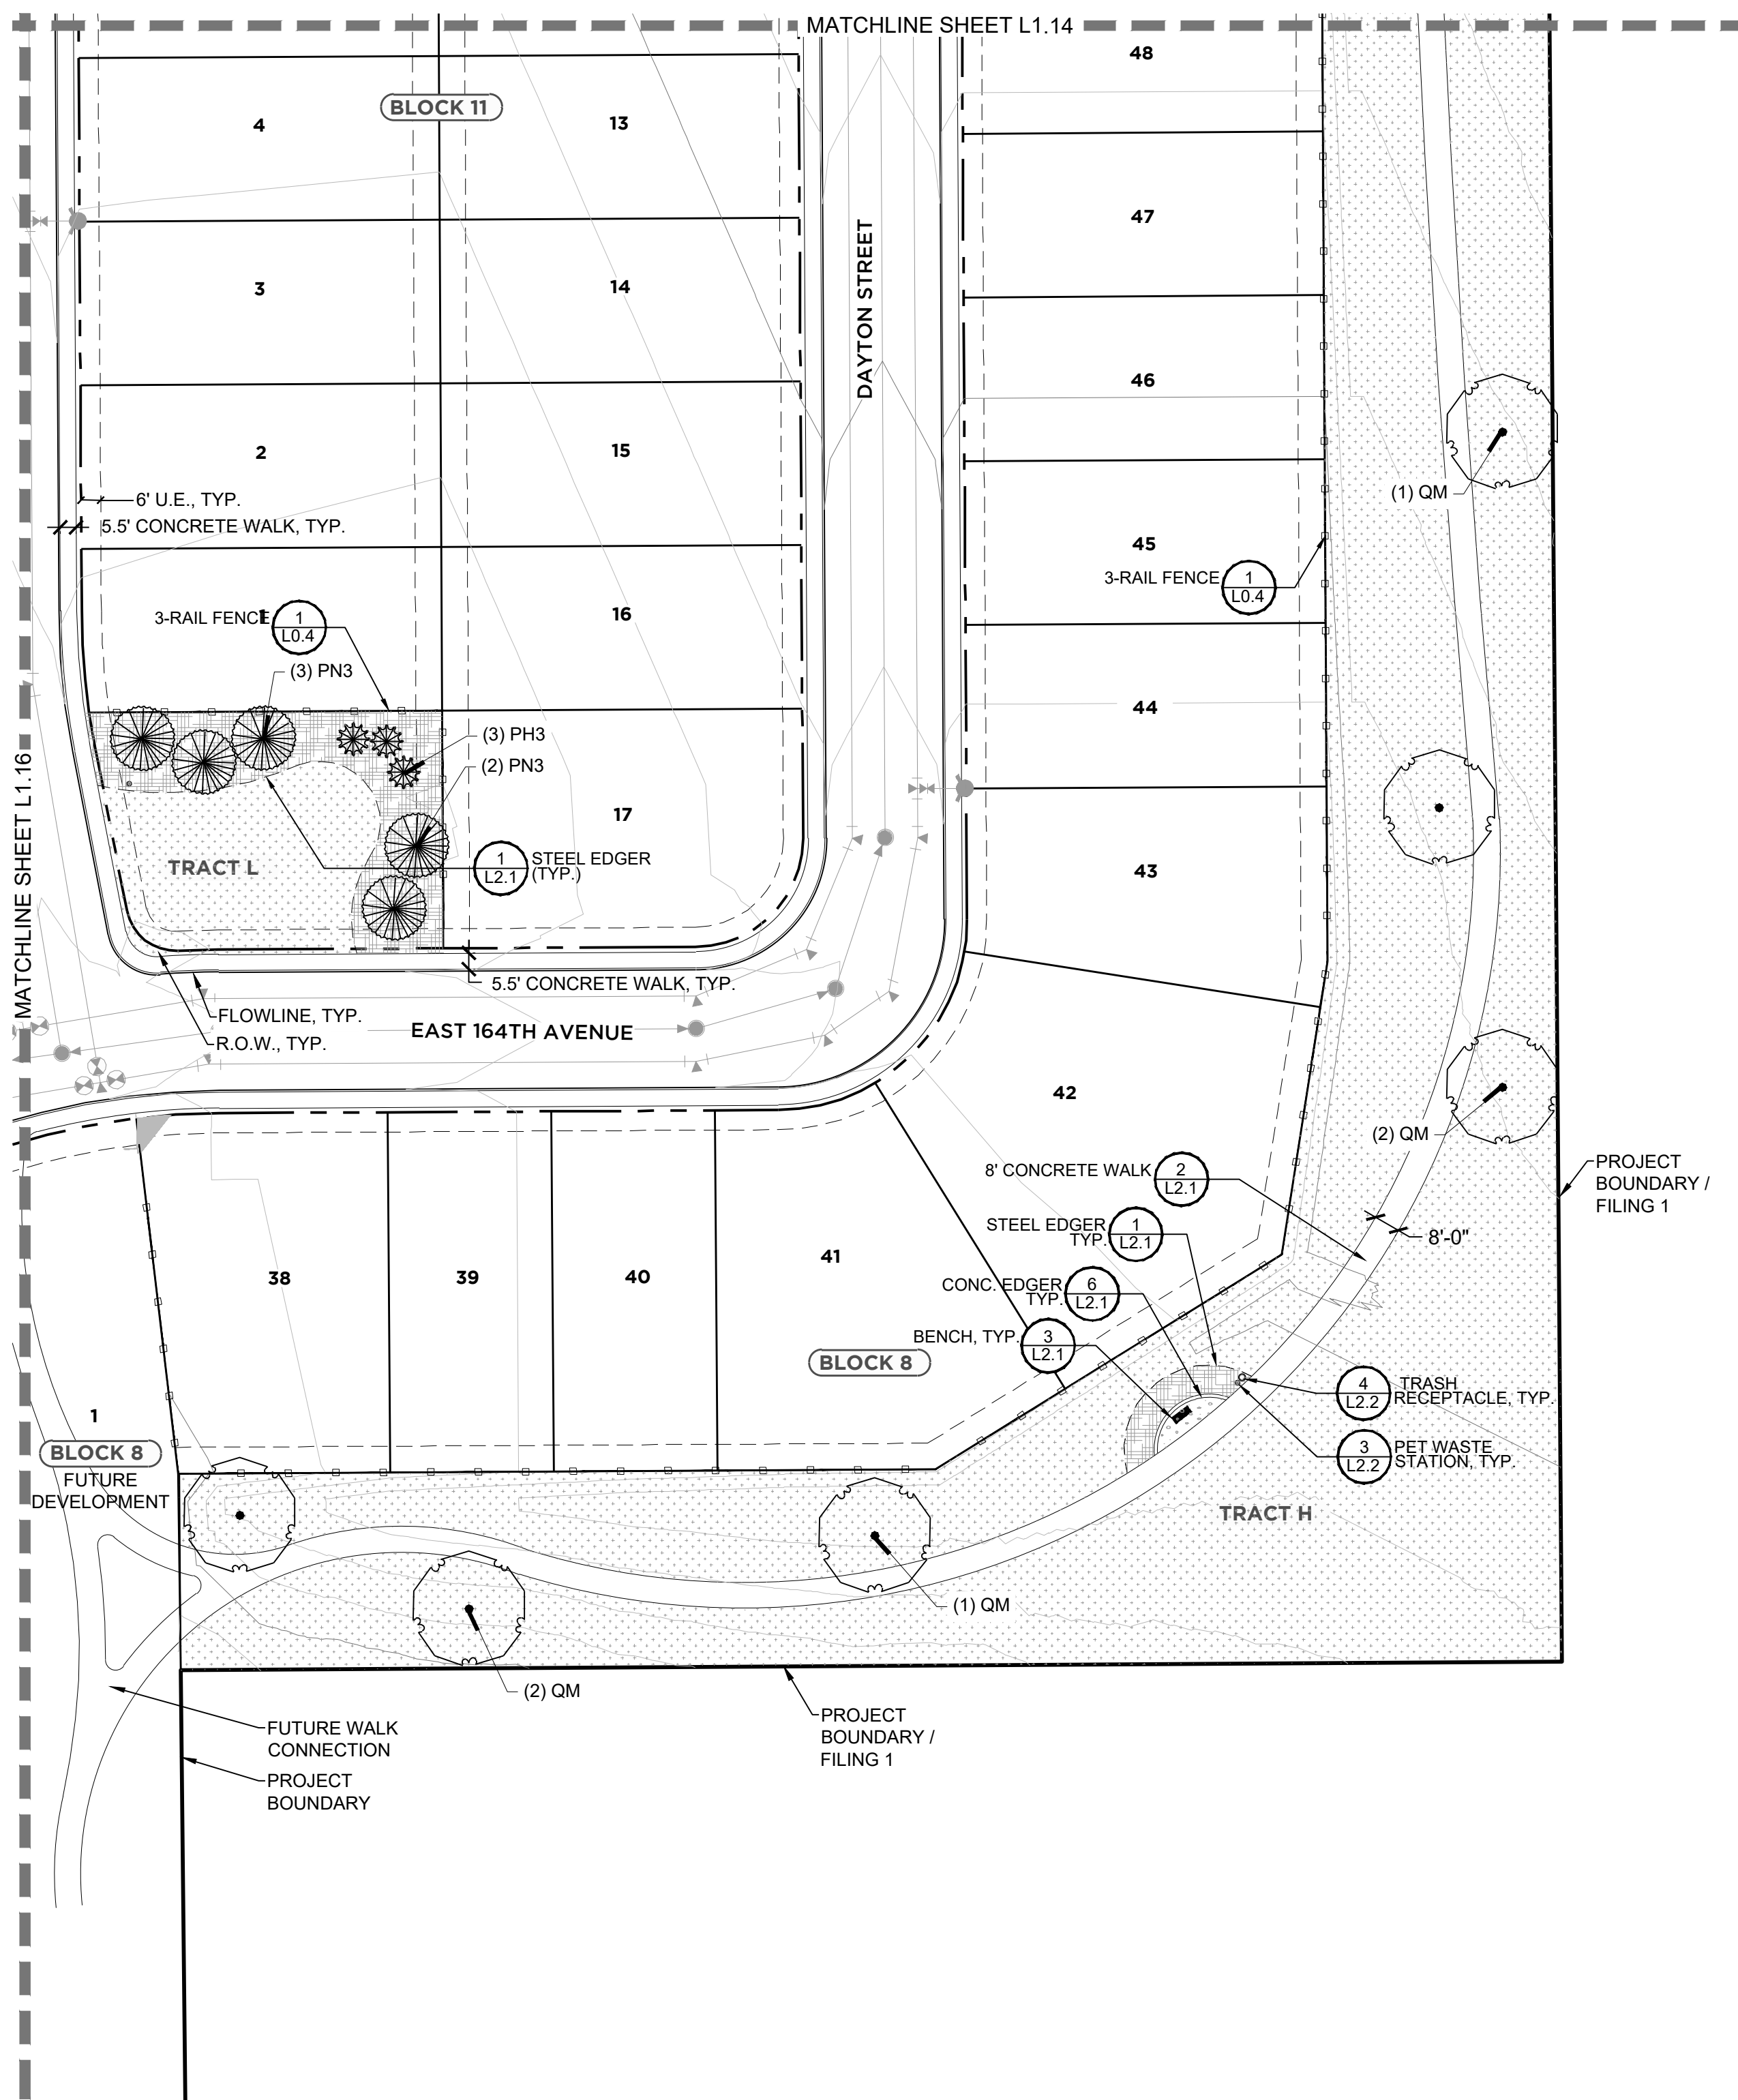 MATCHLINE SHEET L1.14
48
BLOCK 11
4
13
47
3
14
DAYTON STREET
46
2
15
(1) QM
6' U.E., TYP.
5.5' CONCRETE WALK, TYP.
45
3-RAIL FENCE
1
L0.4
3-RAIL FENCE
1
1
L0.4
16
(3) PN3
44
(3) PH3
(2) PN3
17
TRACT L
1
L2.1
STEEL EDGER
(TYP.)
43
MATCHLINE SHEET L1.16
5.5' CONCRETE WALK, TYP.
FLOWLINE, TYP.
EAST 164TH AVENUE
R.O.W., TYP.
42
(2) QM
8' CONCRETE WALK
2
L2.1
PROJECT
BOUNDARY /
FILING 1
STEEL EDGER
TYP.
1
L2.1
8'-0"
38
39
40
41
CONC. EDGER
TYP.
6
L2.1
BENCH, TYP.
3
L2.1
BLOCK 8
4
L2.2
TRASH
RECEPTACLE, TYP.
1
BLOCK 8
FUTURE
DEVELOPMENT
3
L2.2
PET WASTE
STATION, TYP.
TRACT H
(1) QM
(2) QM
FUTURE WALK
CONNECTION
PROJECT
BOUNDARY /
FILING 1
PROJECT
BOUNDARY